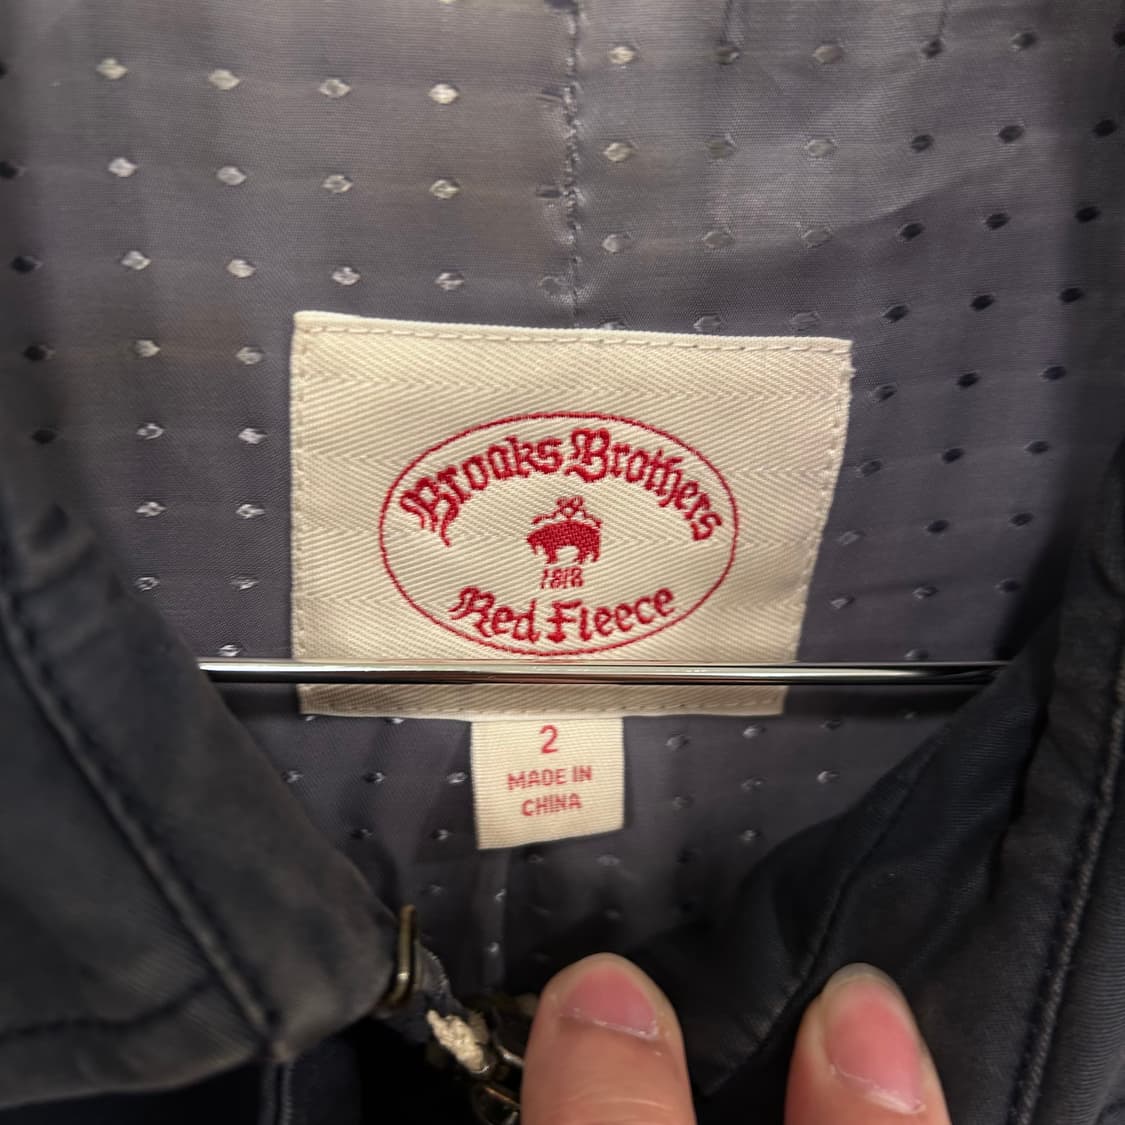 Brooks Brothers
1818
Red Fleece
2
MADE IN
CHINA